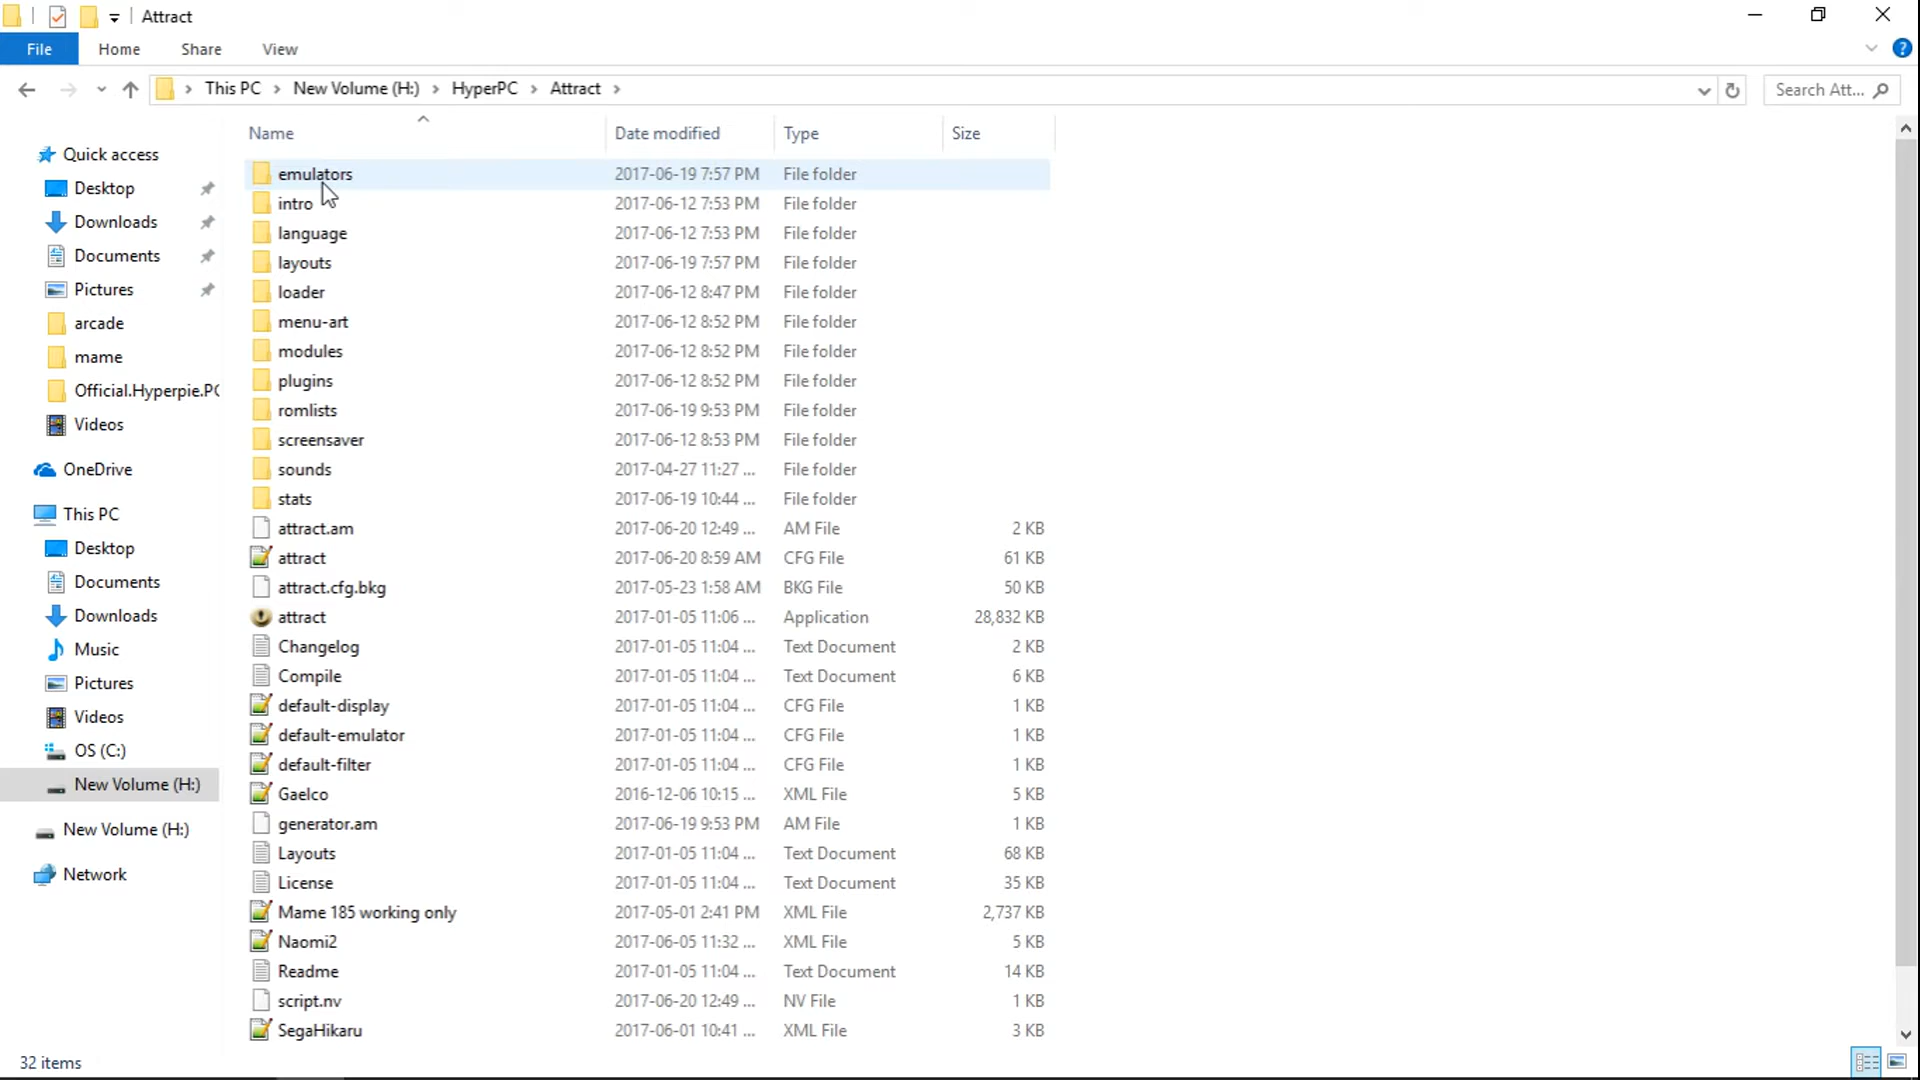 Attract
File Home Share View
This PC New Volume (H:) HyperPC Attract Search Att...
Name Date modified Type Size
Quick access
Desktop
Downloads
Documents
Pictures
arcade
mame
Official.Hyperpie.PC
Videos
OneDrive
This PC
Desktop
Documents
Downloads
Music
Pictures
Videos
OS (C:)
New Volume (H:)
New Volume (H:)
Network
emulators 2017-06-19 7:57 PM File folder
intro 2017-06-12 7:53 PM File folder
language 2017-06-12 7:53 PM File folder
layouts 2017-06-19 7:57 PM File folder
loader 2017-06-12 8:47 PM File folder
menu-art 2017-06-12 8:52 PM File folder
modules 2017-06-12 8:52 PM File folder
plugins 2017-06-12 8:52 PM File folder
romlists 2017-06-19 9:53 PM File folder
screensaver 2017-06-12 8:53 PM File folder
sounds 2017-04-27 11:27 ... File folder
stats 2017-06-19 10:44 ... File folder
attract.am 2017-06-20 12:49 ... AM File 2 KB
attract 2017-06-20 8:59 AM CFG File 61 KB
attract.cfg.bkg 2017-05-23 1:58 AM BKG File 50 KB
attract 2017-01-05 11:06 ... Application 28,832 KB
Changelog 2017-01-05 11:04 ... Text Document 2 KB
Compile 2017-01-05 11:04 ... Text Document 6 KB
default-display 2017-01-05 11:04 ... CFG File 1 KB
default-emulator 2017-01-05 11:04 ... CFG File 1 KB
default-filter 2017-01-05 11:04 ... CFG File 1 KB
Gaelco 2016-12-06 10:15 ... XML File 5 KB
generator.am 2017-06-19 9:53 PM AM File 1 KB
Layouts 2017-01-05 11:04 ... Text Document 68 KB
License 2017-01-05 11:04 ... Text Document 35 KB
Mame 185 working only 2017-05-01 2:41 PM XML File 2,737 KB
Naomi2 2017-06-05 11:32 ... XML File 5 KB
Readme 2017-01-05 11:04 ... Text Document 14 KB
script.nv 2017-06-20 12:49 ... NV File 1 KB
SegaHikaru 2017-06-01 10:41 ... XML File 3 KB
32 items